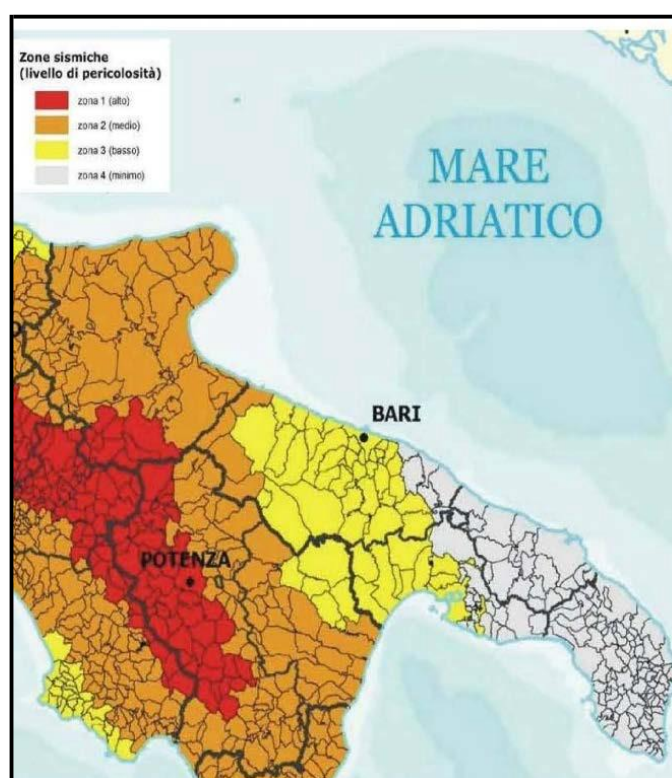 Zone sismiche
(livello di pericolosità)
zona 1 (alto)
zona 2 (medio)
zona 3 (basso)
zona 4 (minimo)
MARE
ADRIATICO
BARI
POTENZA